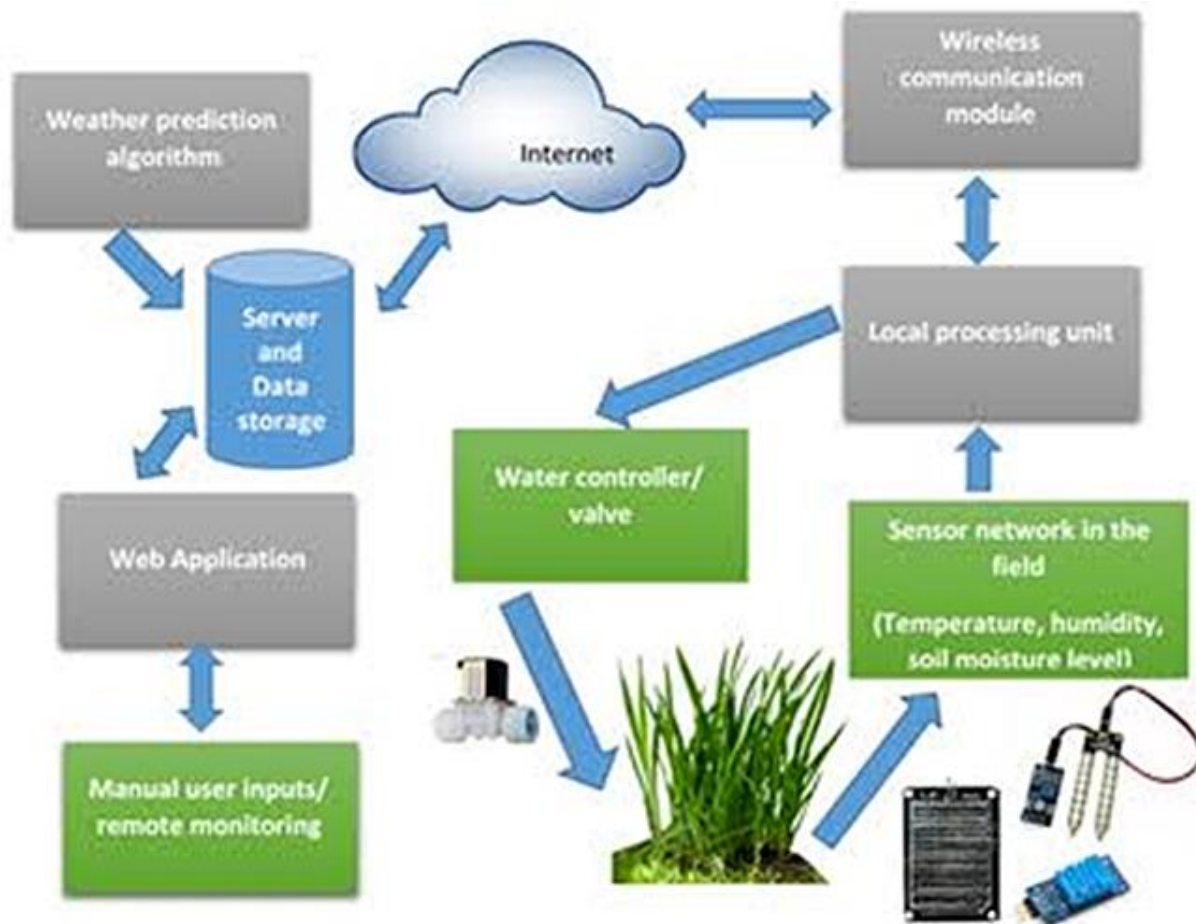 Weather prediction
algorithm
Internet
Wireless
communication
module
Server
and
Data
storage
Local processing unit
Water controller/
valve
Sensor network in the
field
(Temperature, humidity,
soil moisture level)
Web Application
Manual user inputs/
remote monitoring